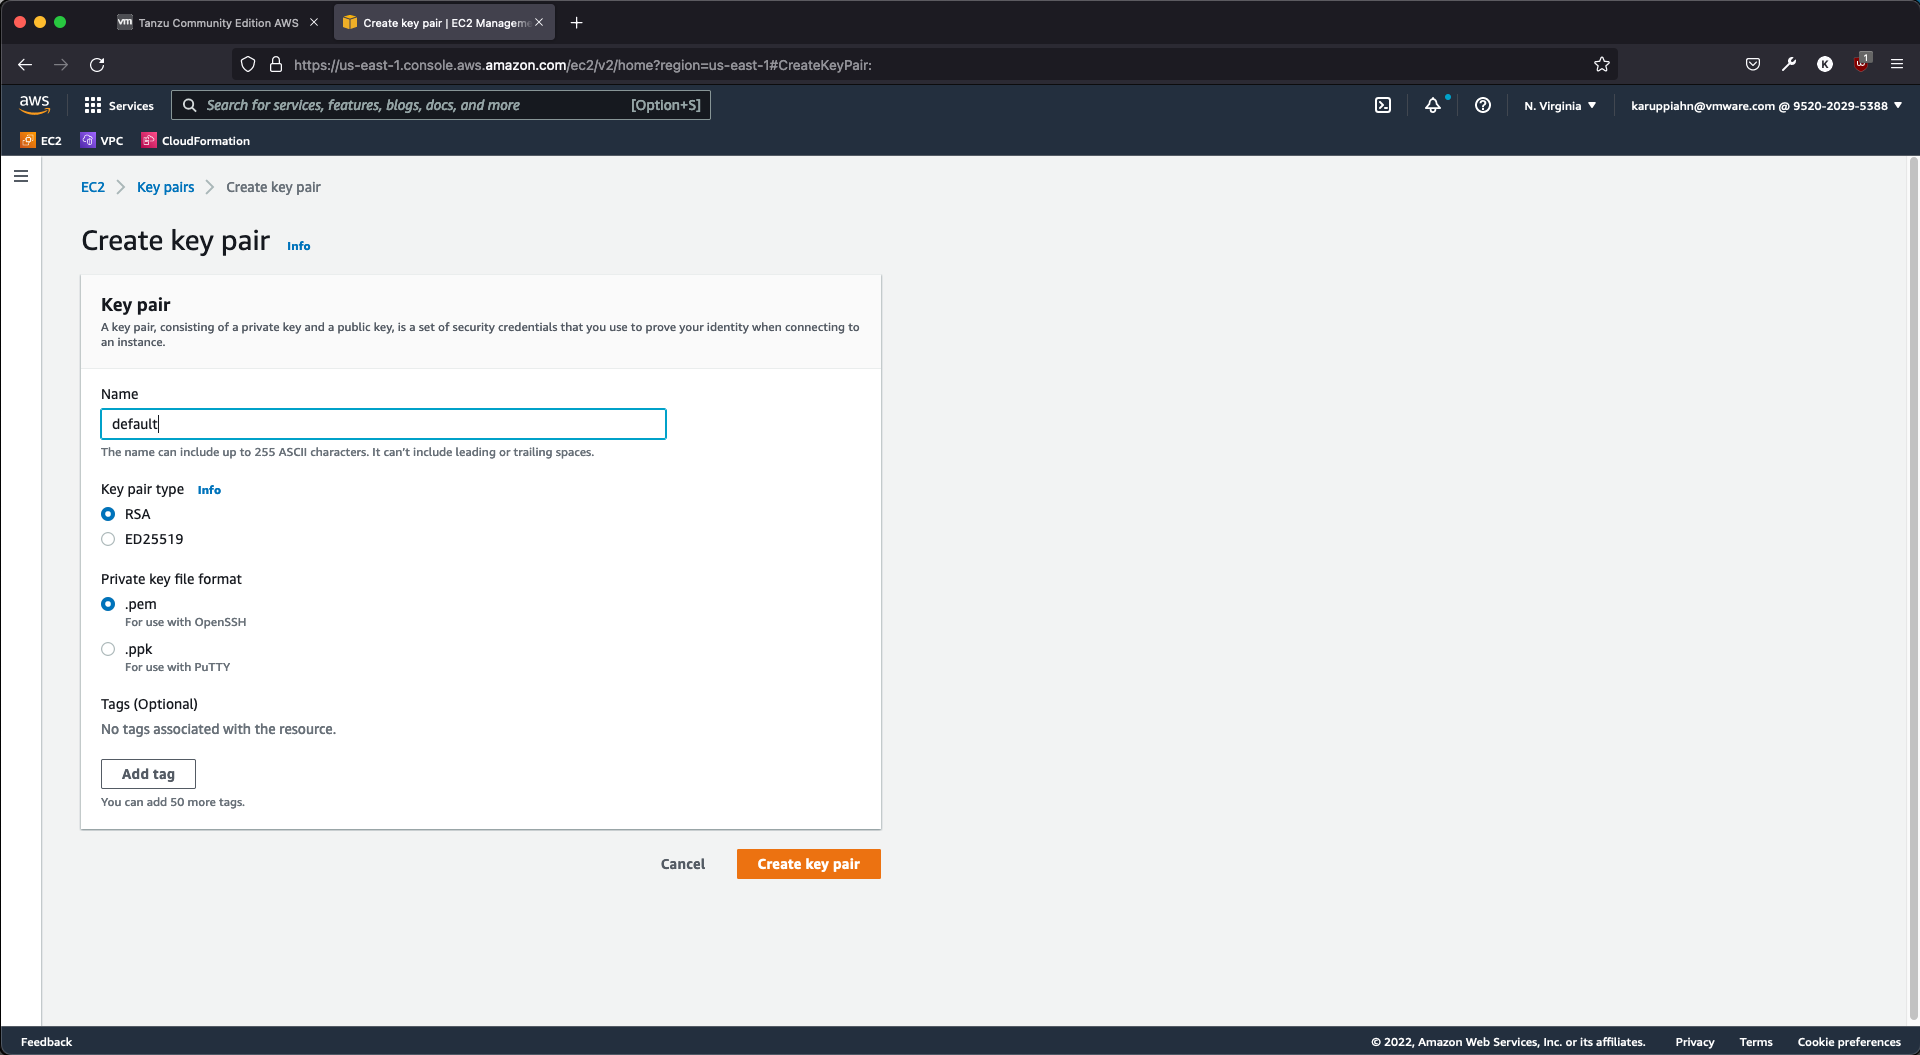 vm Tanzu Community Edition AWS
Create key pair | EC2 Manageme
https://us-east-1.console.aws.amazon.com/ec2/v2/home?region=us-east-1#CreateKeyPair:
K
1
aws
Services
Search for services, features, blogs, docs, and more [Option+S]
N. Virginia
karuppiahn@vmware.com @ 9520-2029-5388
EC2
VPC
CloudFormation
EC2 Key pairs Create key pair
Create key pair Info
Key pair
A key pair, consisting of a private key and a public key, is a set of security credentials that you use to prove your identity when connecting to
an instance.
Name
default
The name can include up to 255 ASCII characters. It can't include leading or trailing spaces.
Key pair type Info
RSA
ED25519
Private key file format
.pem
For use with OpenSSH
.ppk
For use with PuTTY
Tags (Optional)
No tags associated with the resource.
Add tag
You can add 50 more tags.
Cancel
Create key pair
Feedback
© 2022, Amazon Web Services, Inc. or its affiliates. Privacy Terms Cookie preferences